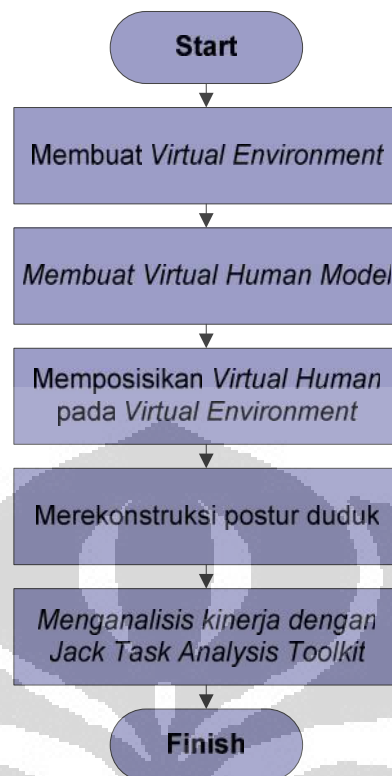 Start
Membuat Virtual Environment
Membuat Virtual Human Model
Memposisikan Virtual Human
pada Virtual Environment
Merekonstruksi postur duduk
Menganalisis kinerja dengan
Jack Task Analysis Toolkit
Finish